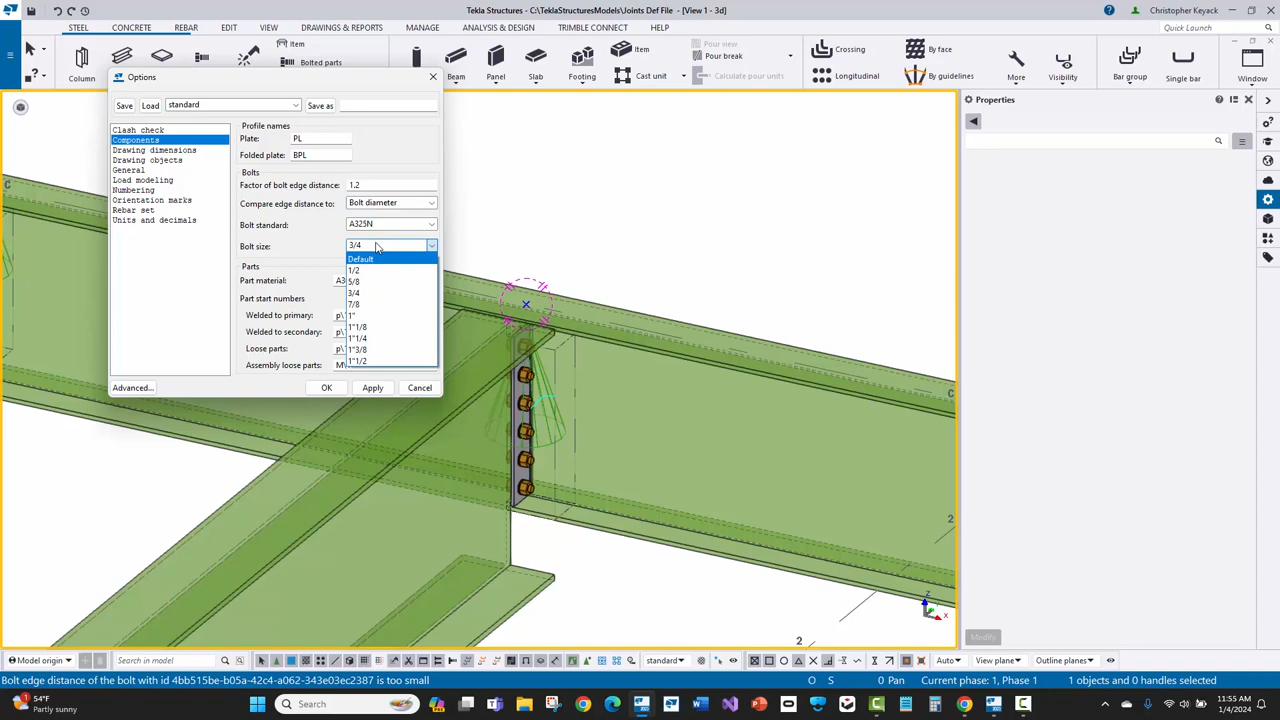 Tekla Structures - C:\TeklaStructuresModels\Joints Def File - [View 1 - 3d]
Christopher Keyack
STEEL CONCRETE REBAR EDIT VIEW DRAWINGS & REPORTS MANAGE ANALYSIS & DESIGN TRIMBLE CONNECT HELP
Quick Launch
Column
Item
Bolted parts
Beam
Panel
Slab
Footing
Item
Cast unit
Pour view
Pour break
Calculate pour units
Crossing
Longitudinal
By face
By guidelines
More
Visibility
Bar group
Single bar
Window
Options
Save Load standard Save as
Clash check
Components
Drawing dimensions
Drawing objects
General
Load modeling
Numbering
Orientation marks
Rebar set
Units and decimals
Profile names
Plate: PL
Folded plate: BPL
Bolts
Factor of bolt edge distance: 1.2
Compare edge distance to: Bolt diameter
Bolt standard: A325N
Bolt size: 3/4
Default
1/2
5/8
3/4
7/8
1"
1"1/8
1"1/4
1"3/8
1"1/2
Parts
Part material:
Part start numbers
Welded to primary:
Welded to secondary:
Loose parts:
Assembly loose parts:
Advanced... OK Apply Cancel
Properties
Modify
C
C
2
2
z
x
Model origin
Search in model
standard
Auto
View plane
Outline planes
Bolt edge distance of the bolt with id 4bb515be-b05a-42c4-a062-343e03ec2385 is too small
O S 0 Pan Current phase: 1, Phase 1 1 objects and 0 handles selected
54°F
Partly sunny
Search
11:55 AM
1/4/2024